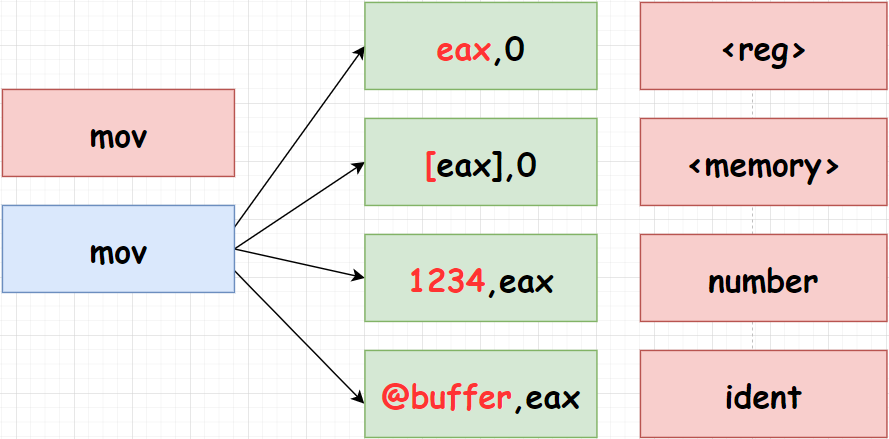 eax,0
<reg>
mov
[eax],0
<memory>
mov
1234,eax
number
@buffer,eax
ident